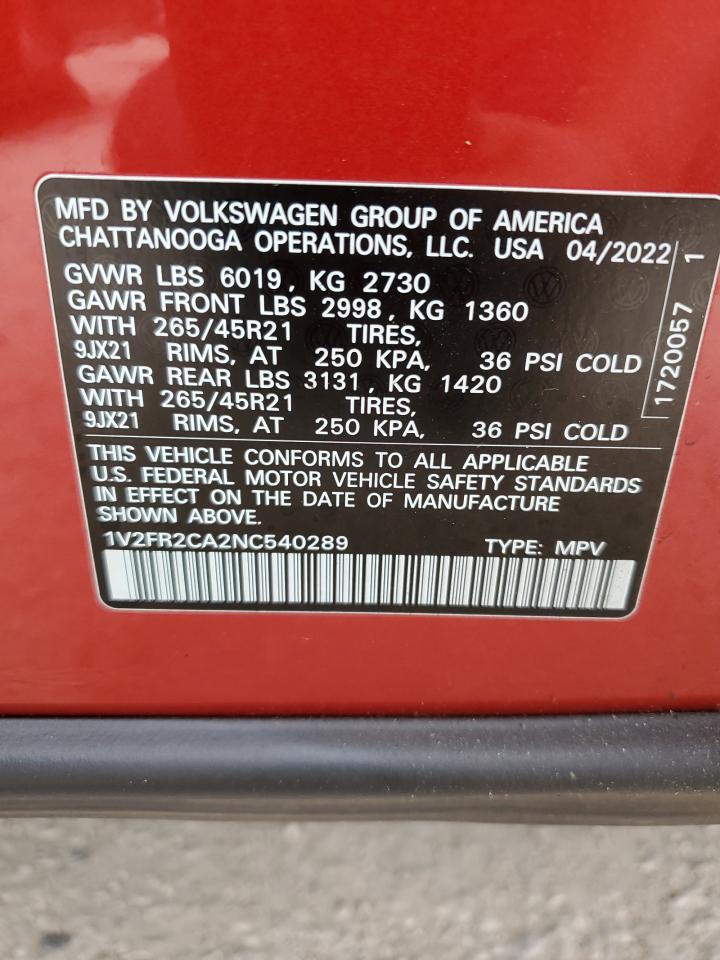 MFD BY VOLKSWAGEN GROUP OF AMERICA
CHATTANOOGA OPERATIONS, LLC. USA 04/2022
GVWR LBS 6019, KG 2730
GAWR FRONT LBS 2998, KG 1360
WITH 265/45R21 TIRES,
9JX21 RIMS, AT 250 KPA, 36 PSI COLD
GAWR REAR LBS 3131, KG 1420
WITH 265/45R21 TIRES,
9JX21 RIMS, AT 250 KPA, 36 PSI COLD
THIS VEHICLE CONFORMS TO ALL APPLICABLE
U.S. FEDERAL MOTOR VEHICLE SAFETY STANDARDS
IN EFFECT ON THE DATE OF MANUFACTURE
SHOWN ABOVE.
1V2FR2CA2NC540289 TYPE: MPV
1720057 1